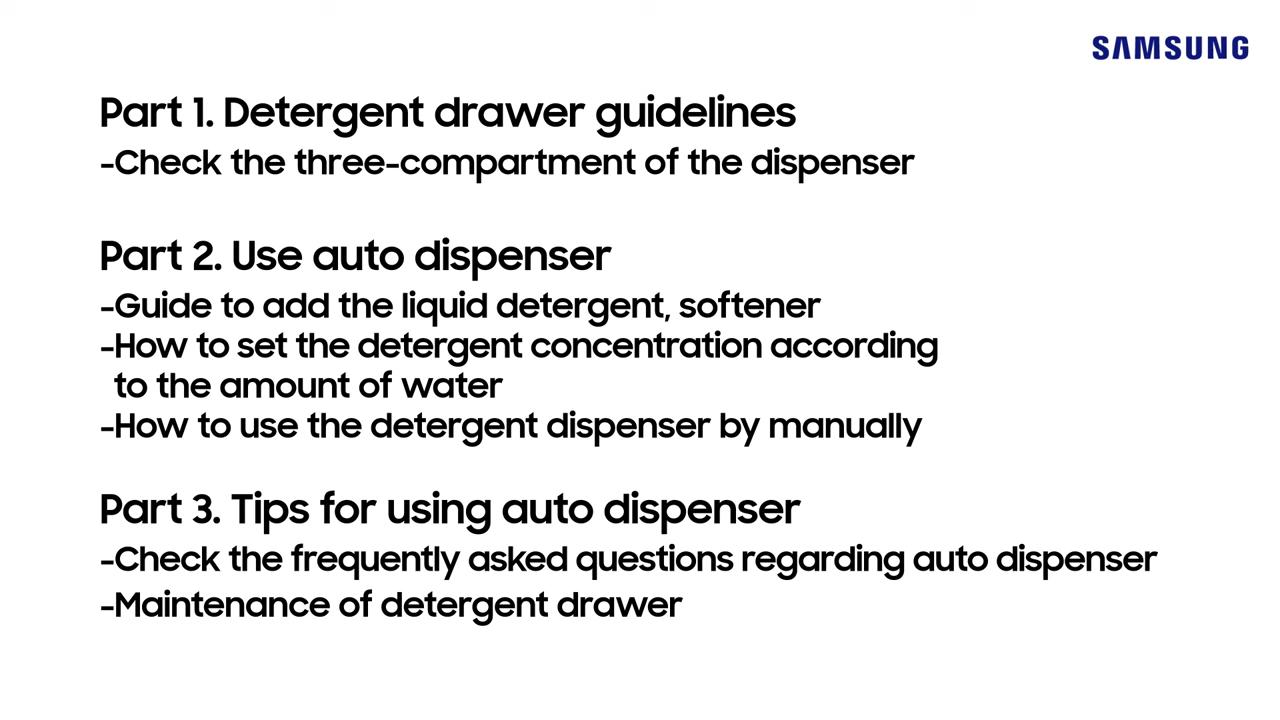 SAMSUNG
Part 1. Detergent drawer guidelines
-Check the three-compartment of the dispenser
Part 2. Use auto dispenser
-Guide to add the liquid detergent, softener
-How to set the detergent concentration according
to the amount of water
-How to use the detergent dispenser by manually
Part 3. Tips for using auto dispenser
-Check the frequently asked questions regarding auto dispenser
-Maintenance of detergent drawer